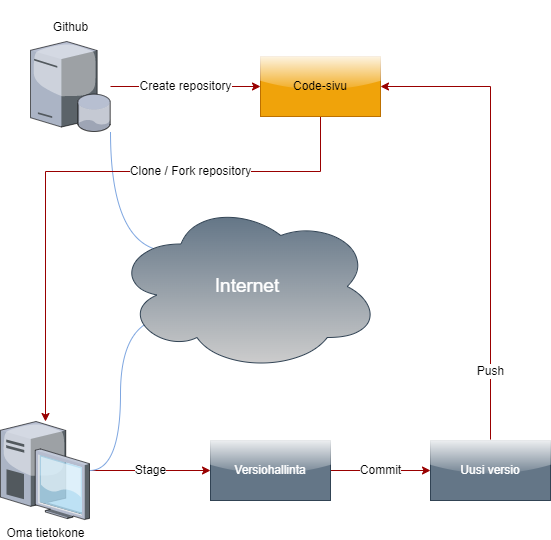 Github
Create repository
Code-sivu
Clone / Fork repository
Internet
Push
Stage
Versiohallinta
Commit
Uusi versio
Oma tietokone